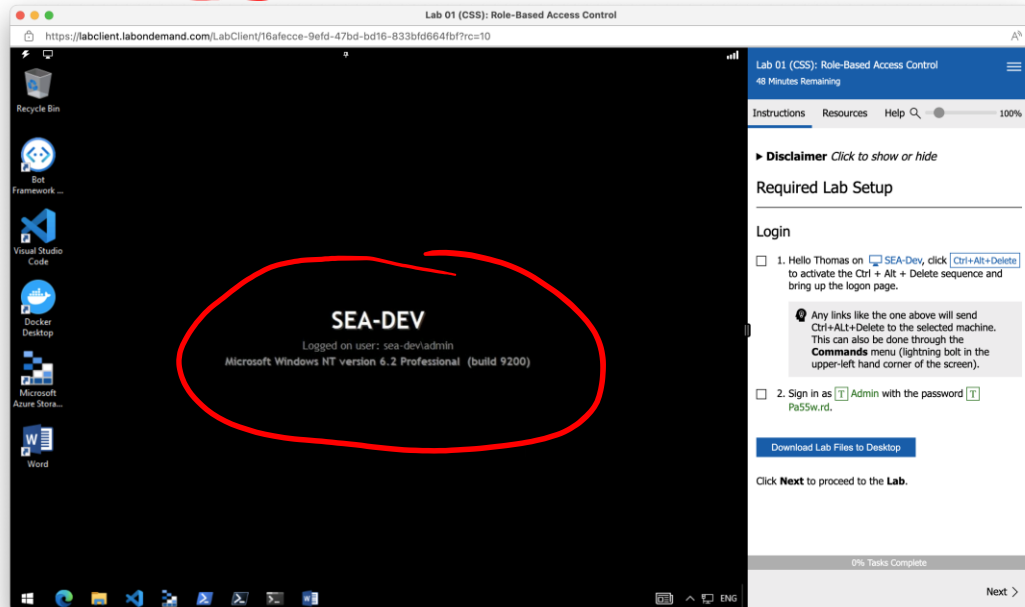 Lab 01 (CSS): Role-Based Access Control
https://labclient.labondemand.com/LabClient/16afecce-9efd-47bd-bd16-833bfd664fbf?rc=10
Recycle Bin
Bot
Framework ...
Visual Studio
Code
Docker
Desktop
Microsoft
Azure Stora...
Word
SEA-DEV
Logged on user: sea-dev\admin
Microsoft Windows NT version 6.2 Professional (build 9200)
ENG
Lab 01 (CSS): Role-Based Access Control
48 Minutes Remaining
Instructions Resources Help 100%
Disclaimer Click to show or hide
Required Lab Setup
Login
1. Hello Thomas on SEA-Dev, click Ctrl+Alt+Delete
to activate the Ctrl + Alt + Delete sequence and
bring up the logon page.
Any links like the one above will send
Ctrl+ALt+Delete to the selected machine.
This can also be done through the
Commands menu (lightning bolt in the
upper-left hand corner of the screen).
2. Sign in as T Admin with the password T
Pa55w.rd.
Download Lab Files to Desktop
Click Next to proceed to the Lab.
0% Tasks Complete
Next >